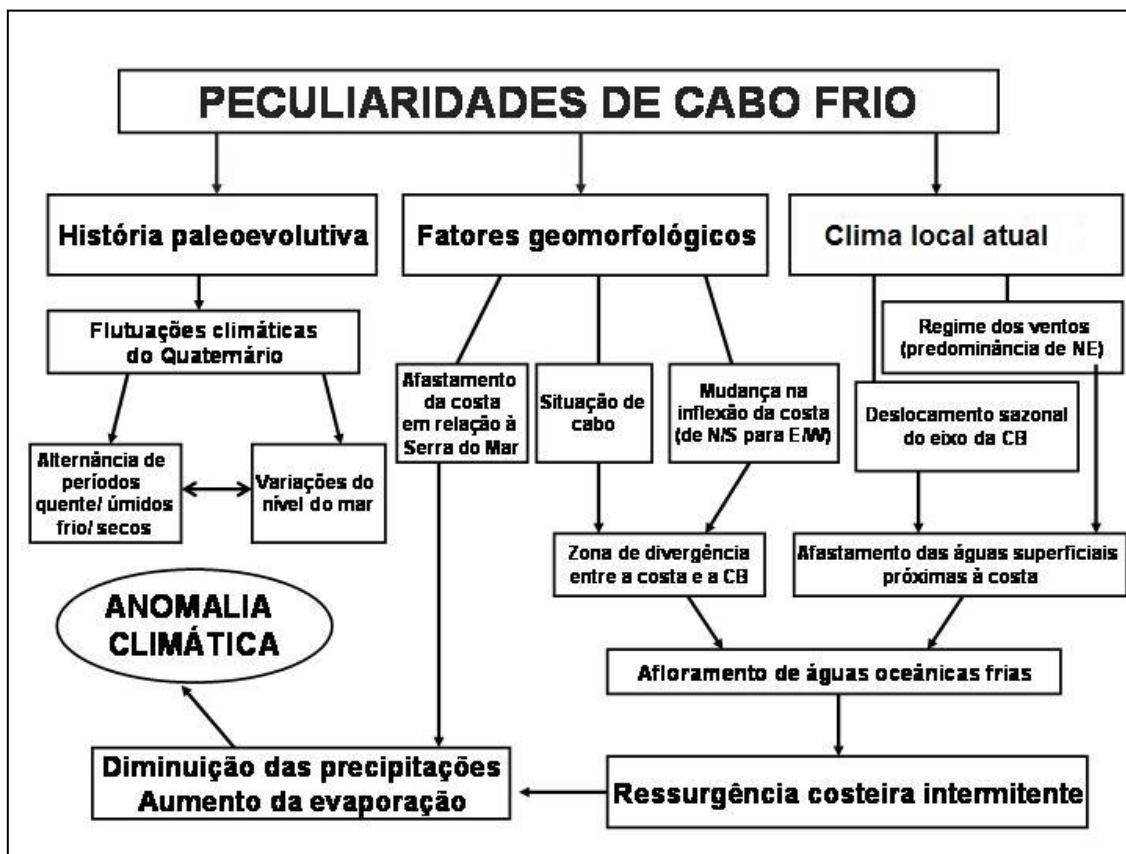 PECULIARIDADES DE CABO FRIO
História paleoevolutiva
Fatores geomorfológicos
Clima local atual
Flutuações climáticas
do Quaternário
Regime dos ventos
(predominância de NE)
Afastamento
da costa
em relação à
Serra do Mar
Situação de
cabo
Mudança na
inflexão da costa
(de N/S para E/W)
Deslocamento sazonal
do eixo da CB
Alternância de
períodos
quente/ úmidos
frio/ secos
Variações do
nível do mar
Zona de divergência
entre a costa e a CB
Afastamento das águas superficiais
próximas à costa
ANOMALIA
CLIMÁTICA
Afloramento de águas oceânicas frias
Diminuição das precipitações
Aumento da evaporação
Ressurgência costeira intermitente